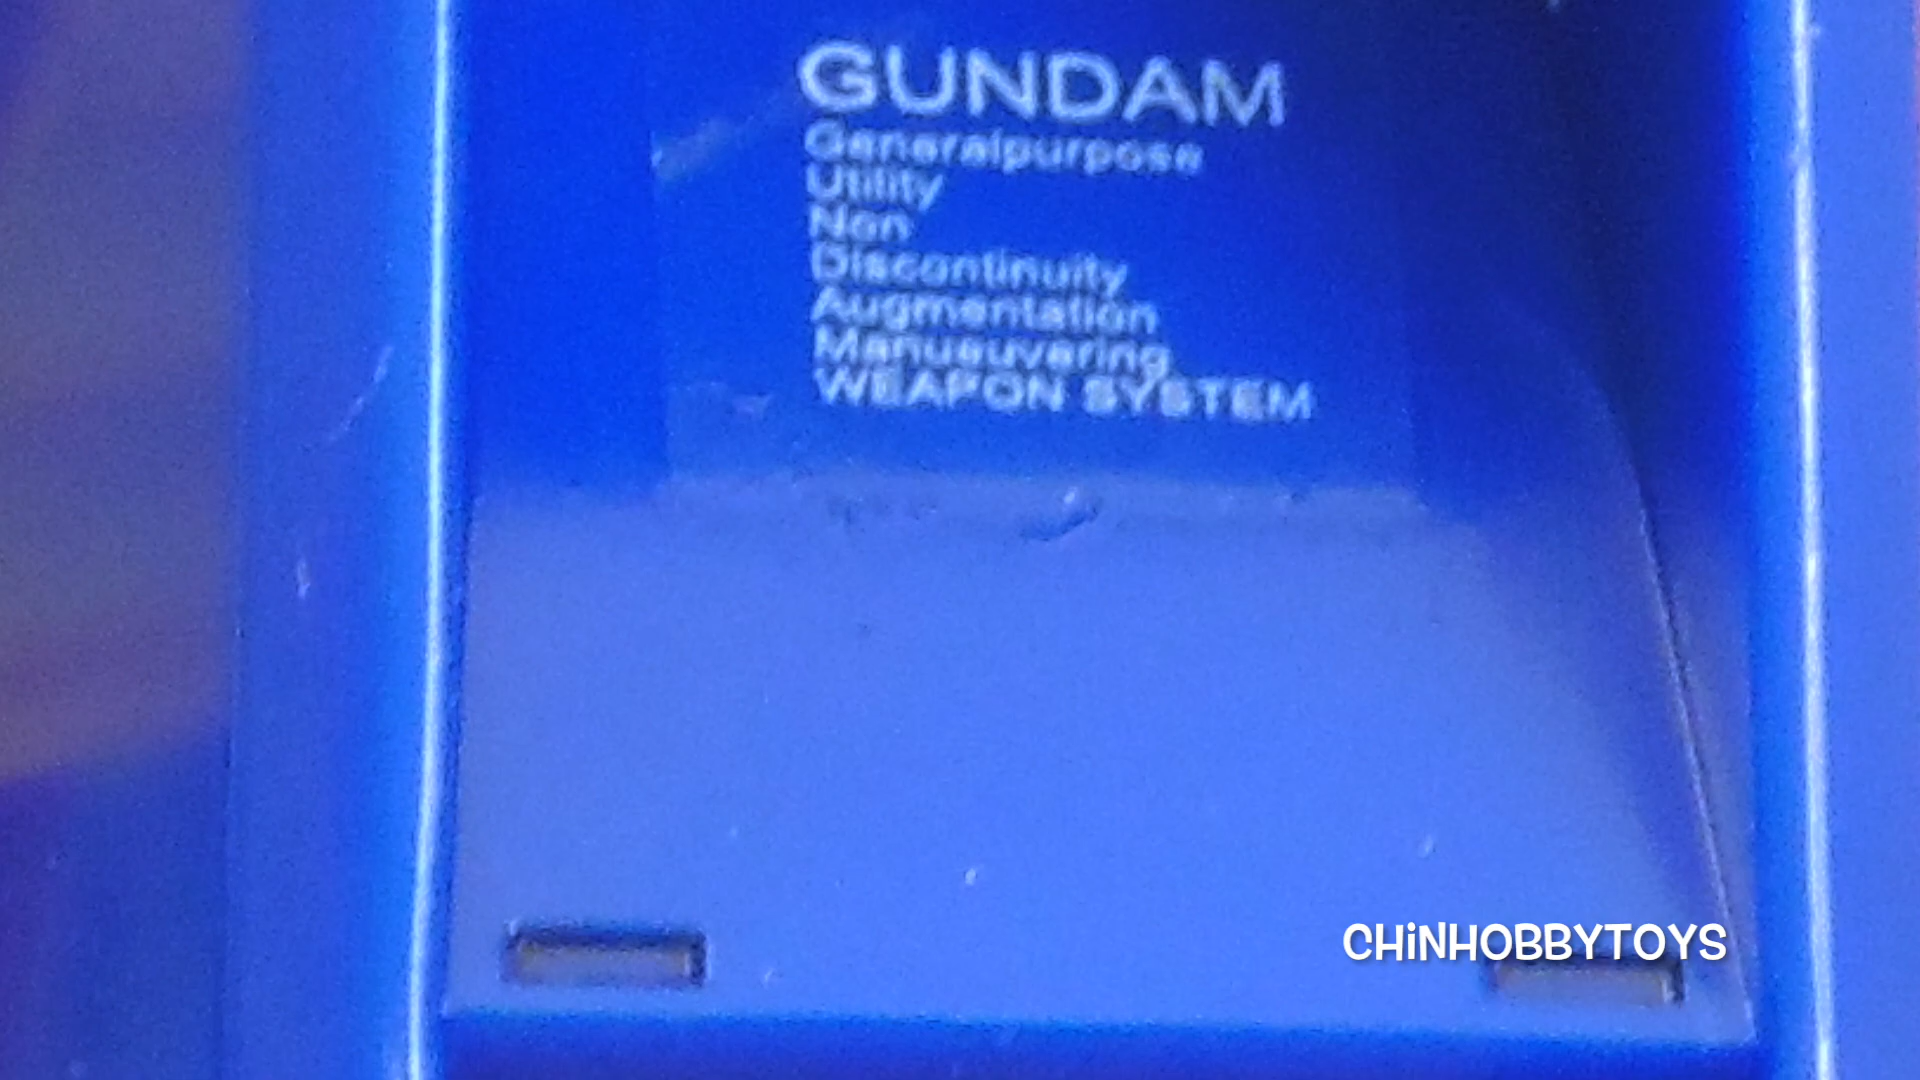 GUNDAM
Generalpurpose
Utility
Non
Discontinuity
Augmentation
Manueuvering
WEAPON SYSTEM
CHiNHOBBYTOYS